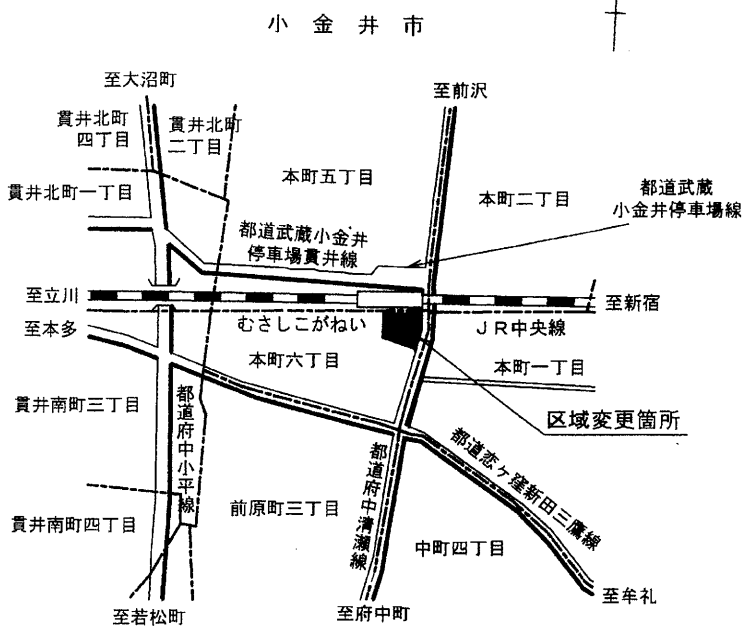 小金井市
至大沼町
至前沢
貫井北町
四丁目
貫井北町
二丁目
本町五丁目
本町二丁目
都道武蔵
小金井停車場線
貫井北町一丁目
都道武蔵小金井
停車場貫井線
至立川
至新宿
むさしこがねい
JR中央線
至本多
本町六丁目
本町一丁目
貫井南町三丁目
都道府中小平線
区域変更箇所
都道恋ヶ窪新田三鷹線
都道府中清瀬線
前原町三丁目
貫井南町四丁目
中町四丁目
至若松町
至府中町
至牟礼